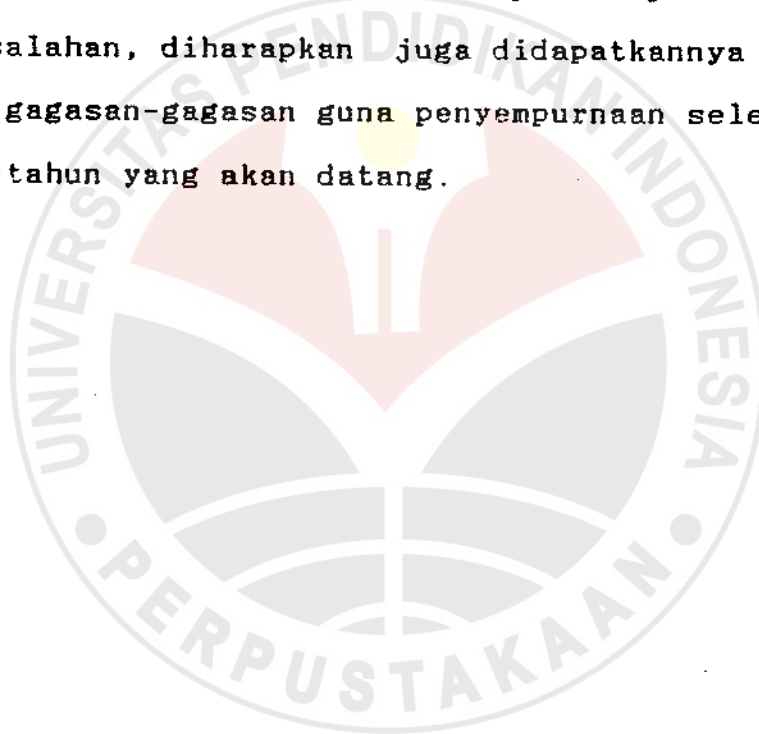 salahan, diharapkan juga didapatkannya
gagasan-gagasan guna penyempurnaan sele
tahun yang akan datang.
UNIVERSITAS PENDIDIKAN INDONESIA
PERPUSTAKAAN